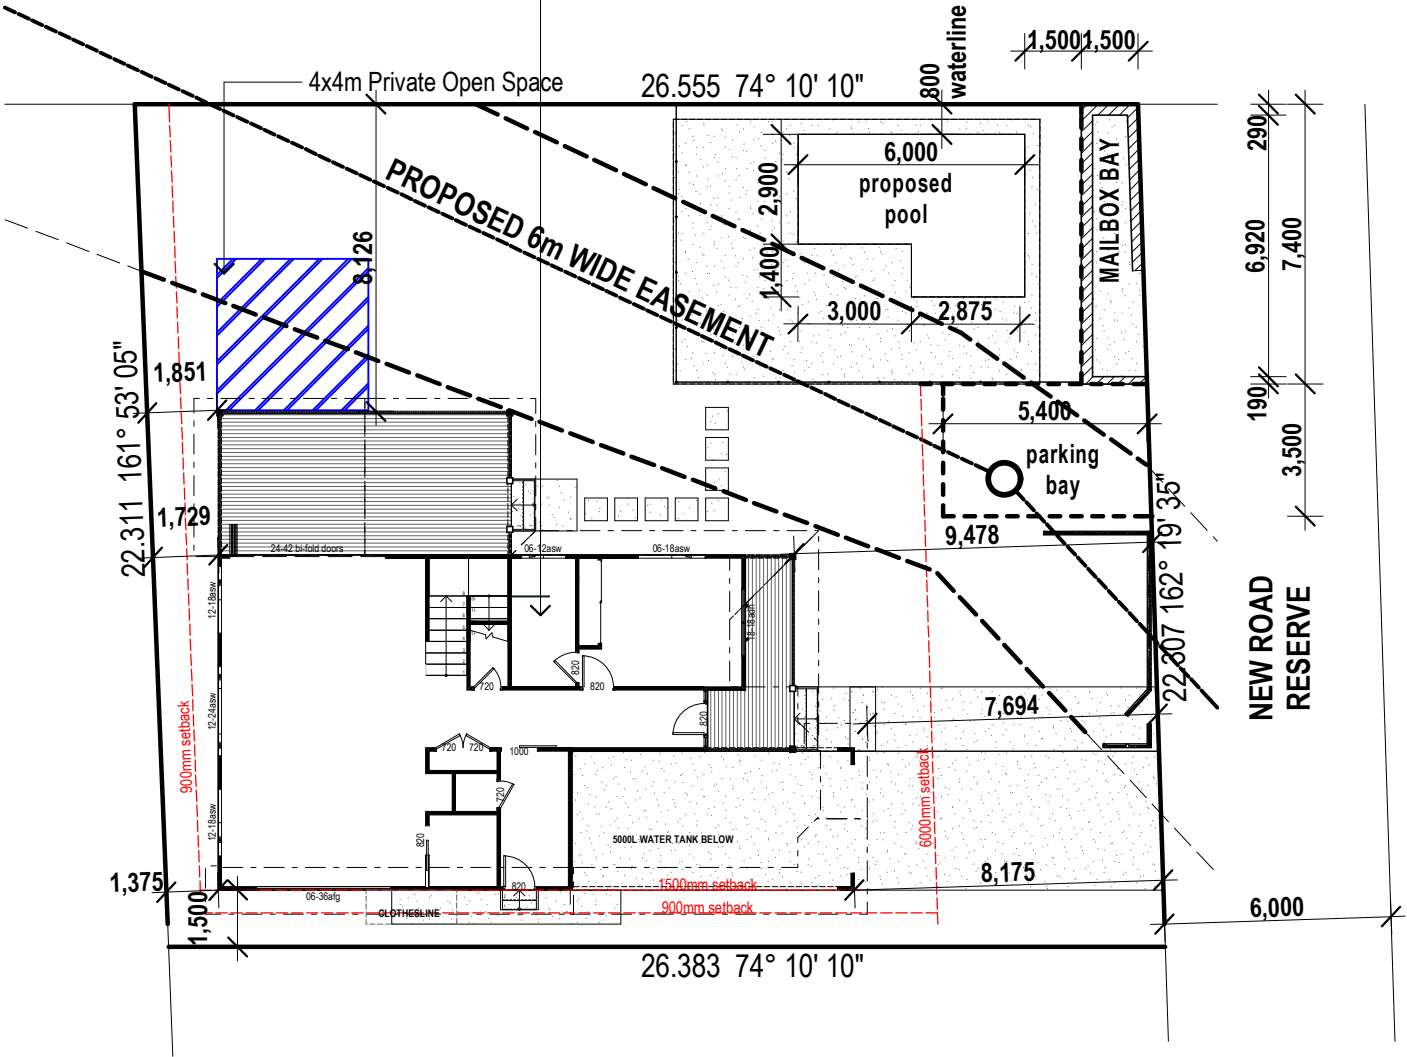 waterline
800
1,500
1,500
4x4m Private Open Space
26.555 74° 10' 10"
290
6,920
7,400
190
3,500
MAILBOX BAY
6,000
proposed
pool
2,900
1,400
3,000
2,875
PROPOSED 6m WIDE EASEMENT
8,126
1,851
22.311 161° 53' 05"
1,729
5,400
parking
bay
9,478
22.307 162° 19' 35"
NEW ROAD
RESERVE
24-42 bi-fold doors
06-12asw
06-18asw
12-18asw
18-18adh
820
820
720
12-24asw
820
7,694
900mm setback
720
720
1000
720
6000mm setback
12-18asw
820
5000L WATER TANK BELOW
1,375
820
1500mm setback
8,175
06-36afg
900mm setback
CLOTHESLINE
1,500
6,000
26.383 74° 10' 10"